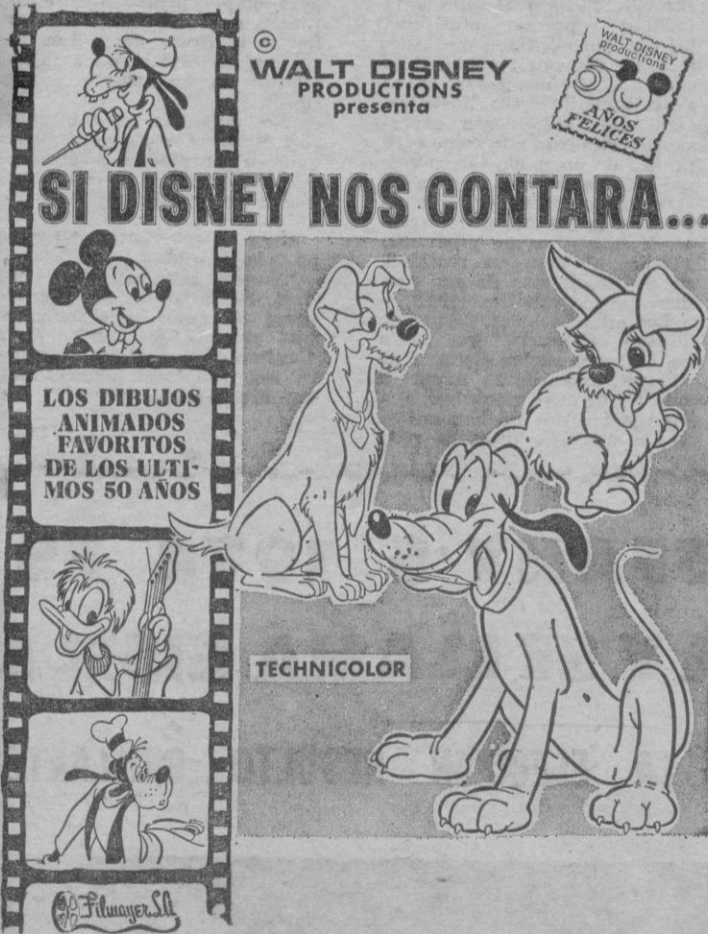 ©
WALT DISNEY
PRODUCTIONS
presenta
WALT DISNEY
productions
50
AÑOS
FELICES
SI DISNEY NOS CONTARA...
LOS DIBUJOS
ANIMADOS
FAVORITOS
DE LOS ULTI-
MOS 50 AÑOS
TECHNICOLOR
Filmayer S.A.